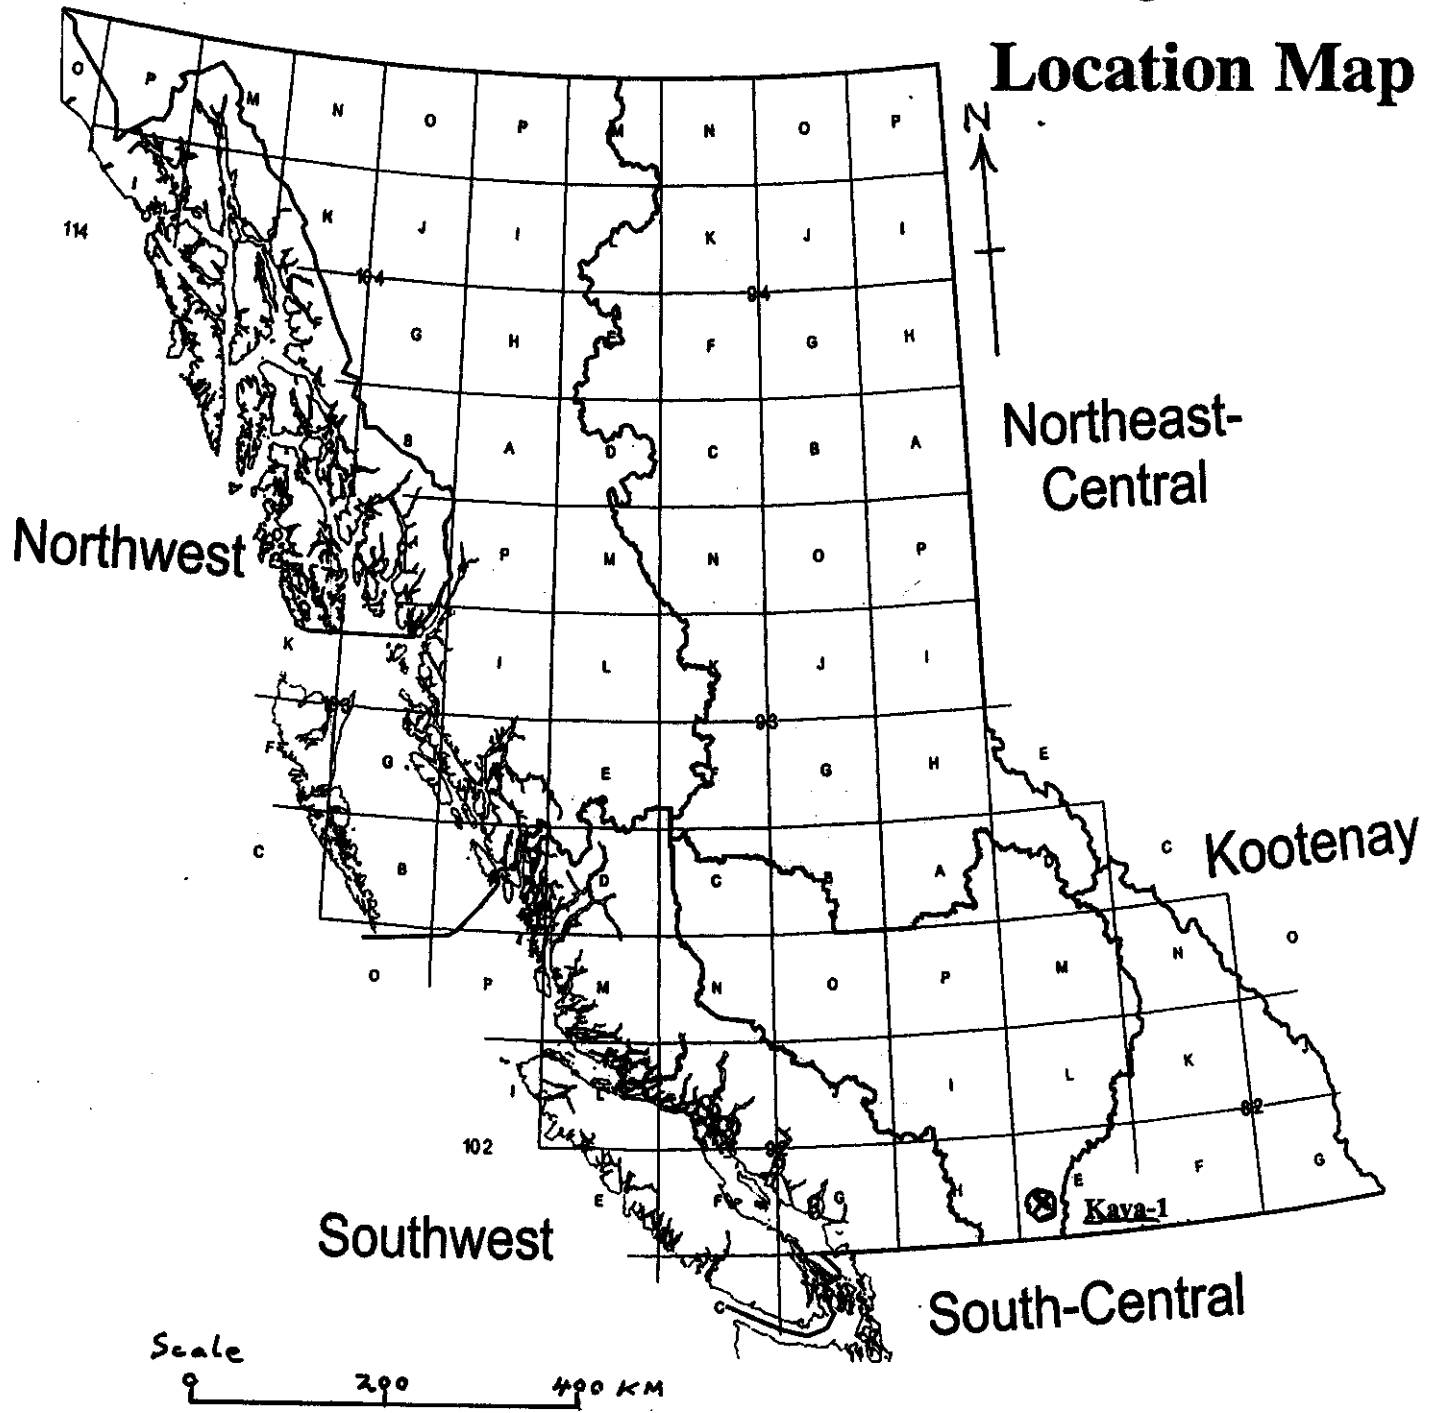 Location Map
N
O P M N O P M N O P
I K J I K J I
114
104 94
G H F G H
Northeast-
Central
B A D C B A
Northwest
P M N O P
K I L K J I
103 93
F G E G H E
C B D C B A D C
Kootenay
O P M N O P M N O
I L I L K
82
102 92
E F G H E F G
Kaya-1
Southwest
C
South-Central
Scale
0 200 400 KM